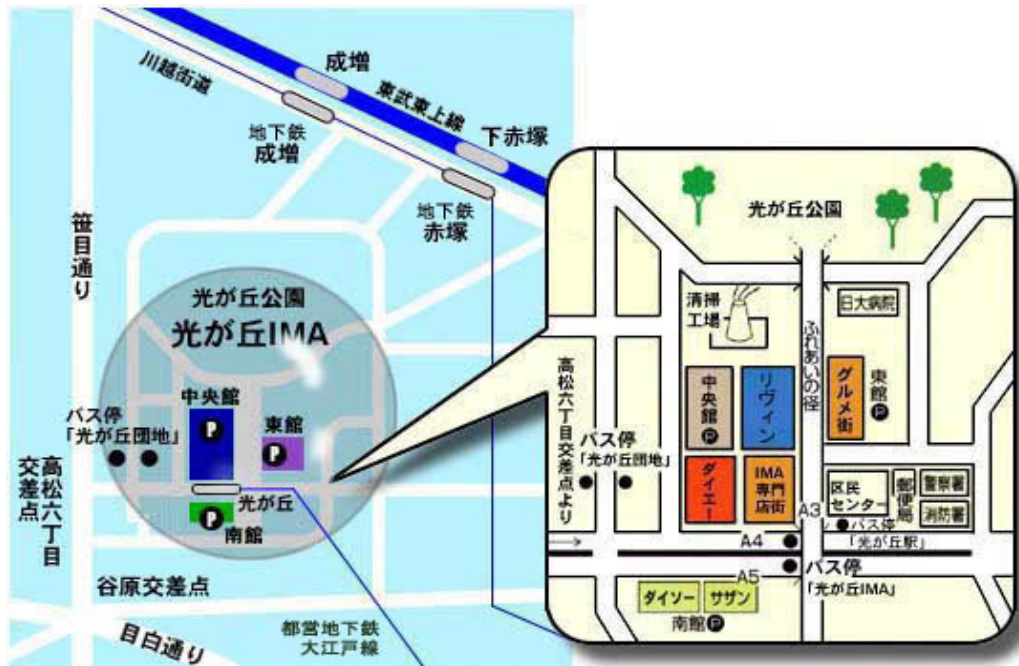 成増
川越街道
東武東上線
地下鉄
成増
下赤塚
地下鉄
赤塚
笹目通り
光が丘公園
光が丘IMA
中央館
P
バス停
「光が丘団地」
東館
P
高松六丁目
交差点
光が丘
P
南館
谷原交差点
目白通り
都営地下鉄
大江戸線
光が丘公園
清掃
工場
日大病院
ふれあいの径
高松六丁目交差点より
中央館
P
リヴィン
グルメ街
東館
P
バス停
「光が丘団地」
ダイエー
IMA
専門
店街
区民
センター
郵便局
警察署
消防署
A3
バス停
「光が丘駅」
A4
バス停
A5
「光が丘IMA」
ダイソー
サザン
南館P